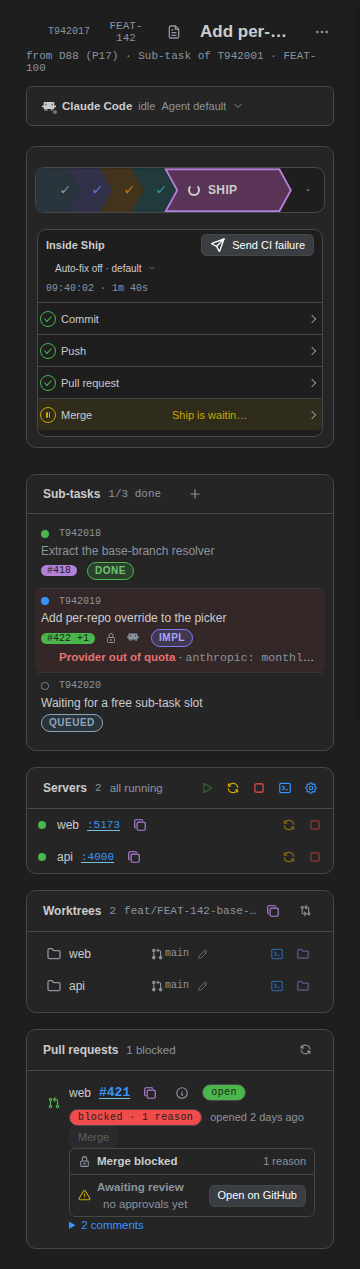 T942017 FEAT-142 Add per-…
from D88 (P17) · Sub-task of T942001 · FEAT-100
Claude Code idle Agent default
SHIP
Inside Ship Send CI failure
Auto-fix off · default
09:40:02 · 1m 40s
Commit
Push
Pull request
Merge Ship is waitin…
Sub-tasks 1/3 done
T942018
Extract the base-branch resolver
#418 DONE
T942019
Add per-repo override to the picker
#422 +1 IMPL
Provider out of quota · anthropic: monthl…
T942020
Waiting for a free sub-task slot
QUEUED
Servers 2 all running
web :5173
api :4000
Worktrees 2 feat/FEAT-142-base-…
web main
api main
Pull requests 1 blocked
web #421 open
blocked · 1 reason opened 2 days ago
Merge
Merge blocked 1 reason
Awaiting review
no approvals yet Open on GitHub
2 comments